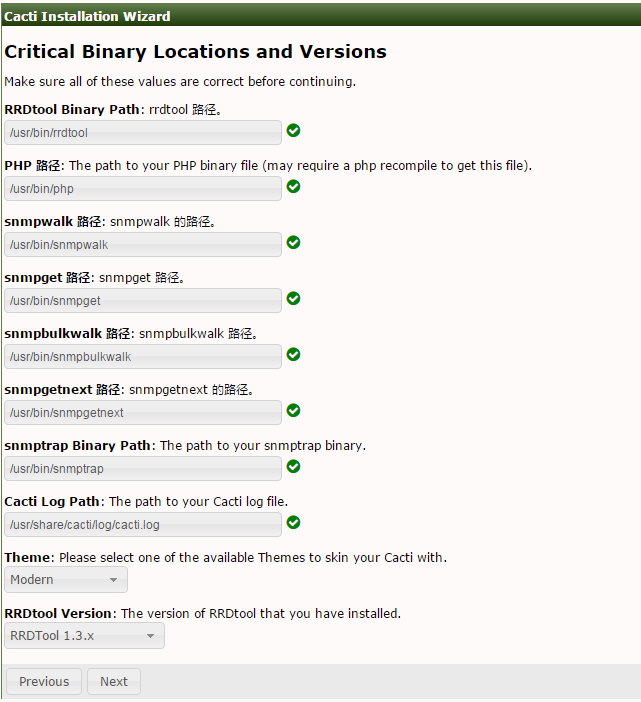 Cacti Installation Wizard
Critical Binary Locations and Versions
Make sure all of these values are correct before continuing.
RRDtool Binary Path: rrdtool 路径。
/usr/bin/rrdtool
PHP 路径: The path to your PHP binary file (may require a php recompile to get this file).
/usr/bin/php
snmpwalk 路径: snmpwalk 的路径。
/usr/bin/snmpwalk
snmpget 路径: snmpget 路径。
/usr/bin/snmpget
snmpbulkwalk 路径: snmpbulkwalk 路径。
/usr/bin/snmpbulkwalk
snmpgetnext 路径: snmpgetnext 的路径。
/usr/bin/snmpgetnext
snmptrap Binary Path: The path to your snmptrap binary.
/usr/bin/snmptrap
Cacti Log Path: The path to your Cacti log file.
/usr/share/cacti/log/cacti.log
Theme: Please select one of the available Themes to skin your Cacti with.
Modern
RRDtool Version: The version of RRDtool that you have installed.
RRDTool 1.3.x
Previous Next